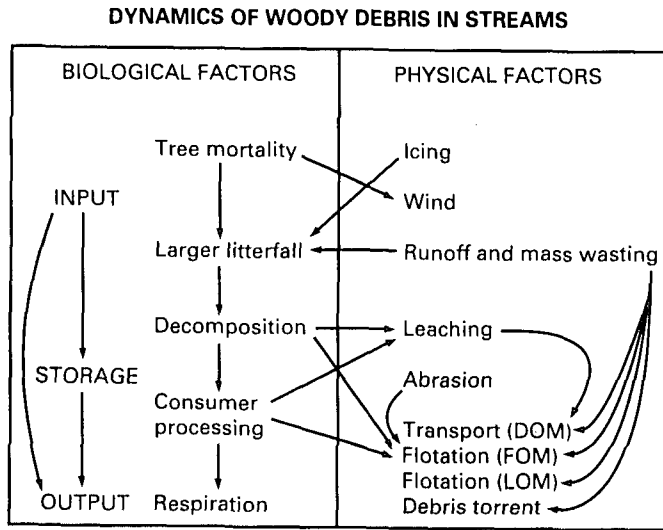 DYNAMICS OF WOODY DEBRIS IN STREAMS
BIOLOGICAL FACTORS
PHYSICAL FACTORS
Tree mortality
Icing
INPUT
Wind
Larger litterfall
Runoff and mass wasting
Decomposition
Leaching
STORAGE
Abrasion
Consumer
processing
Transport (DOM)
Flotation (FOM)
Flotation (LOM)
OUTPUT
Respiration
Debris torrent